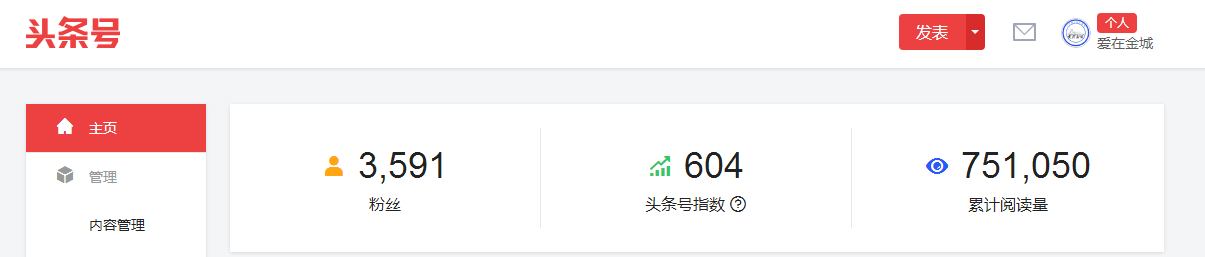 头条号
发表
个人
爱在金城
主页
管理
内容管理
3,591
粉丝
604
头条号指数
751,050
累计阅读量